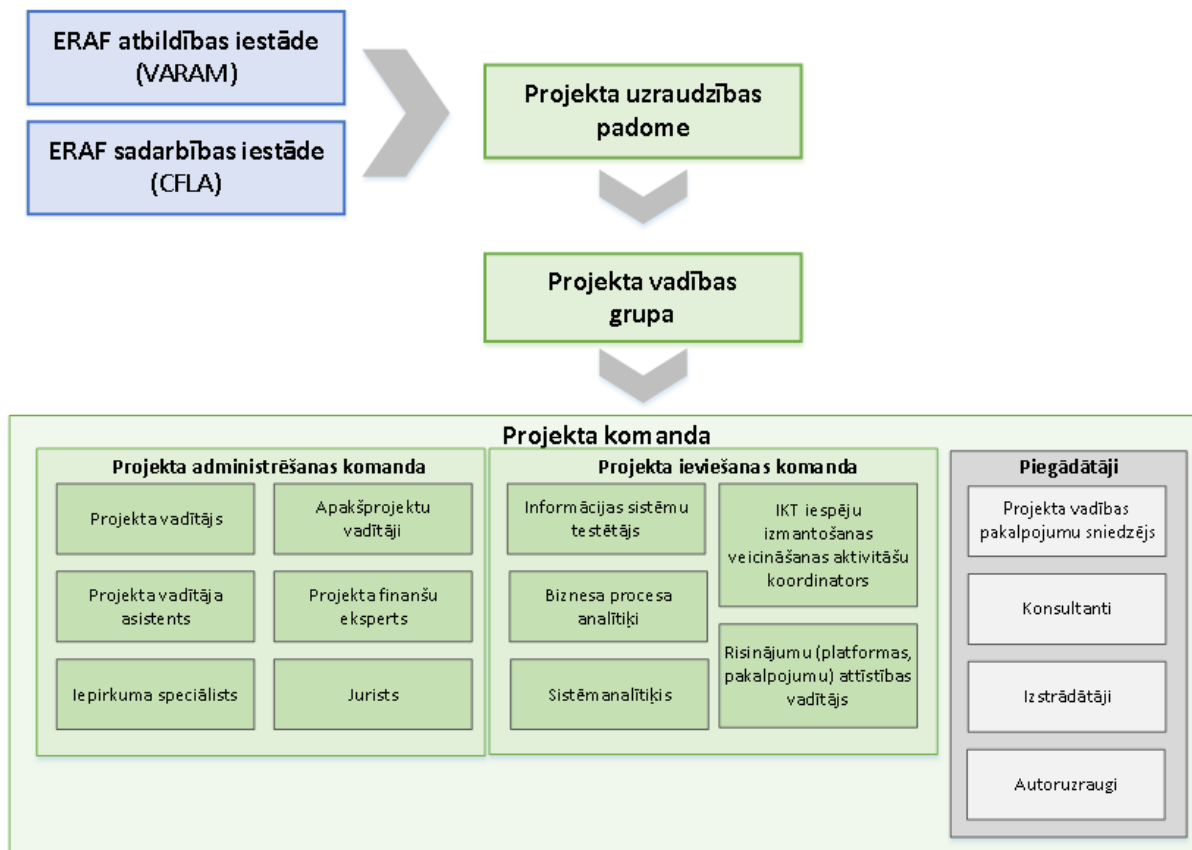 ERAF atbildības iestāde
(VARAM)
ERAF sadarbības iestāde
(CFLA)
Projekta uzraudzības
padome
Projekta vadības
grupa
Projekta komanda
Projekta administrēšanas komanda
Projekta vadītājs
Apakšprojektu
vadītāji
Projekta vadītāja
asistents
Projekta finanšu
eksperts
Iepirkuma speciālists
Jurists
Projekta ieviešanas komanda
Informācijas sistēmu
testētājs
IKT iespēju
izmantošanas
veicināšanas aktivitāšu
koordinators
Biznesa procesa
analītiķi
Sistēmanalītiķis
Risinājumu (platformas,
pakalpojumu) attīstības
vadītājs
Piegādātāji
Projekta vadības
pakalpojumu sniedzējs
Konsultanti
Izstrādātāji
Autoruzraugi